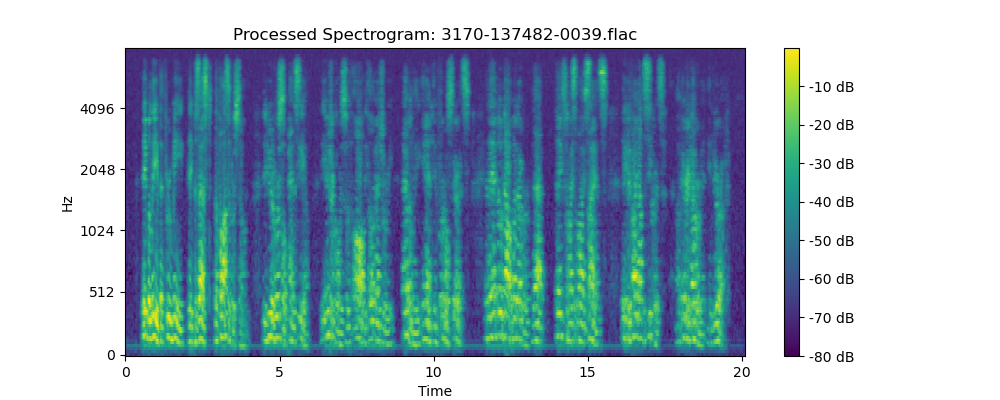 Processed Spectrogram: 3170-137482-0039.flac
Hz
4096
2048
1024
512
0
0 5 10 15 20
Time
-10 dB
-20 dB
-30 dB
-40 dB
-50 dB
-60 dB
-70 dB
-80 dB